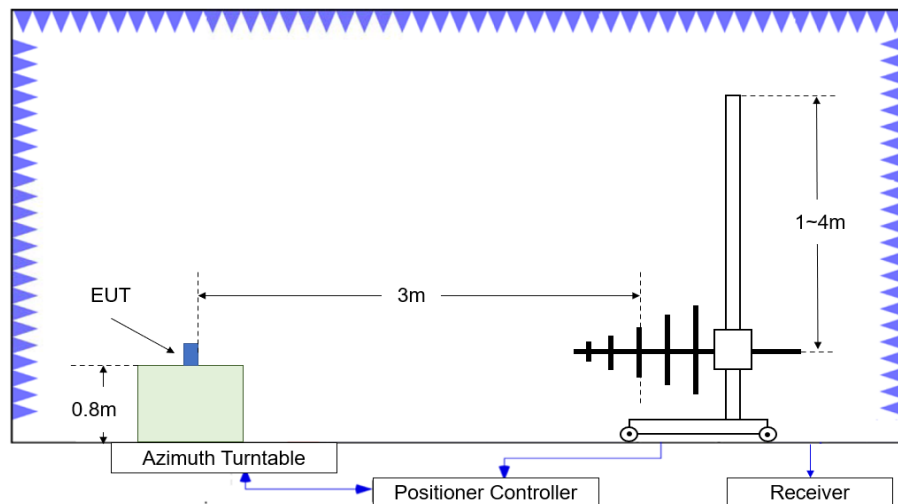 EUT
3m
1~4m
0.8m
Azimuth Turntable
Positioner Controller
Receiver